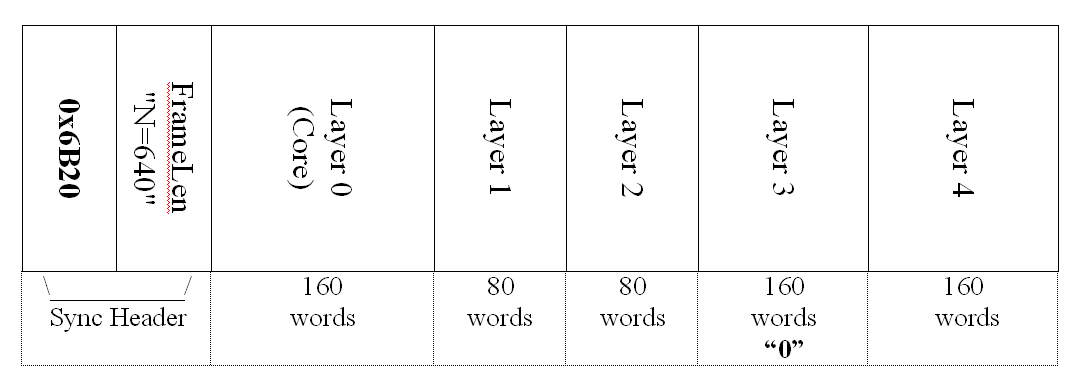 0x6B20
FrameLen
"N=640"
Layer 0
(Core)
Layer 1
Layer 2
Layer 3
Layer 4
Sync Header
160
words
80
words
80
words
160
words
“0”
160
words